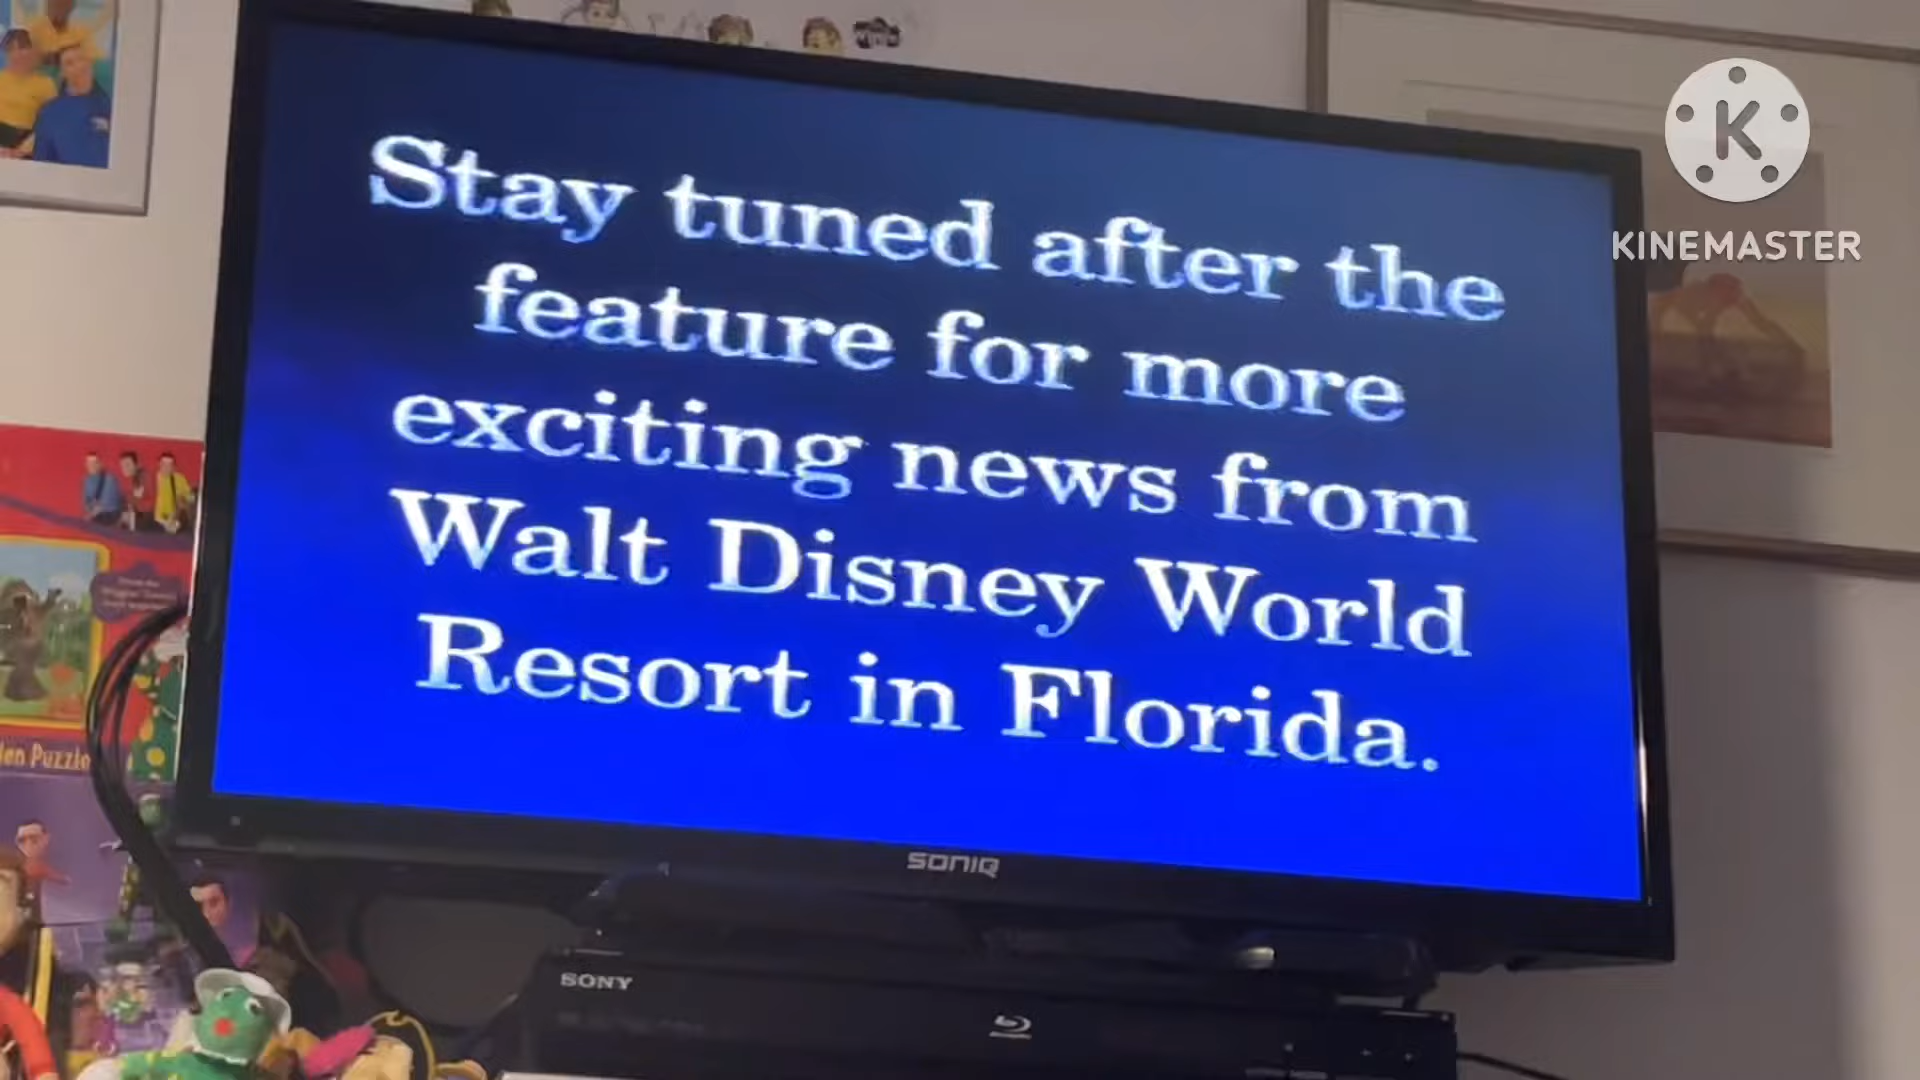 Stay tuned after the
feature for more
exciting news from
Walt Disney World
Resort in Florida.
KINEMASTER
SONIQ
SONY